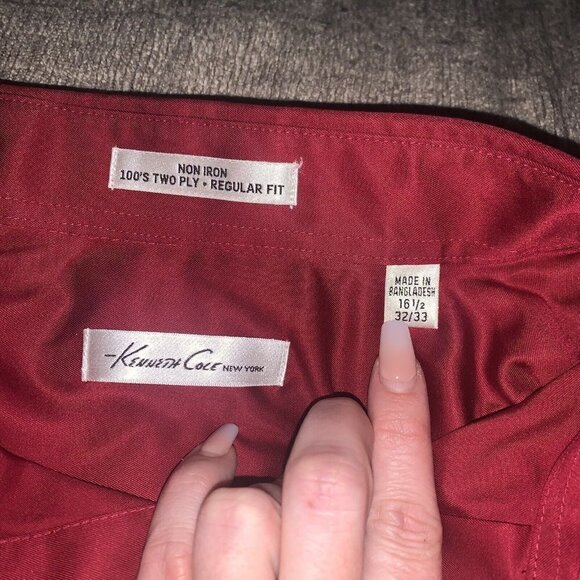 NON IRON
100'S TWO PLY • REGULAR FIT
MADE IN
BANGLADESH
16 1/2
32/33
KENNETH COLE NEW YORK